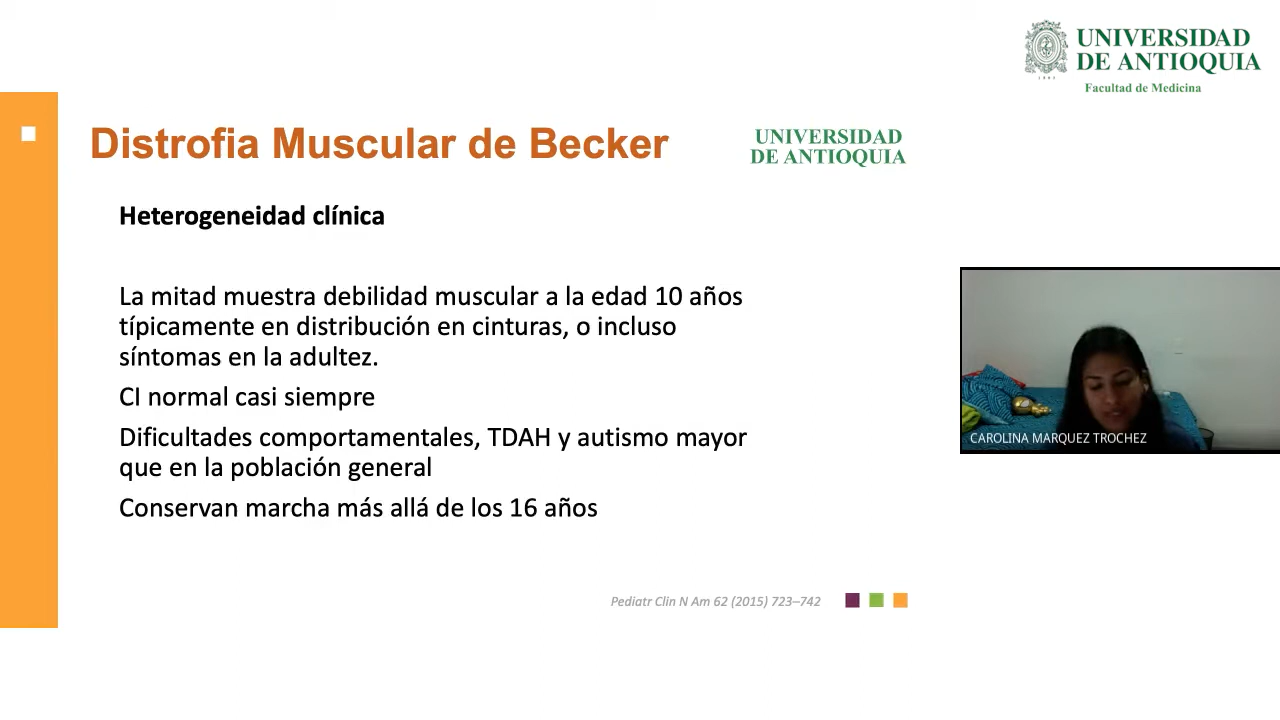 UNIVERSIDAD
DE ANTIOQUIA
Facultad de Medicina
Distrofia Muscular de Becker
UNIVERSIDAD
DE ANTIOQUIA
Heterogeneidad clínica
La mitad muestra debilidad muscular a la edad 10 años
típicamente en distribución en cinturas, o incluso
síntomas en la adultez.
CI normal casi siempre
Dificultades comportamentales, TDAH y autismo mayor
que en la población general
Conservan marcha más allá de los 16 años
CAROLINA MARQUEZ TROCHEZ
Pediatr Clin N Am 62 (2015) 723–742